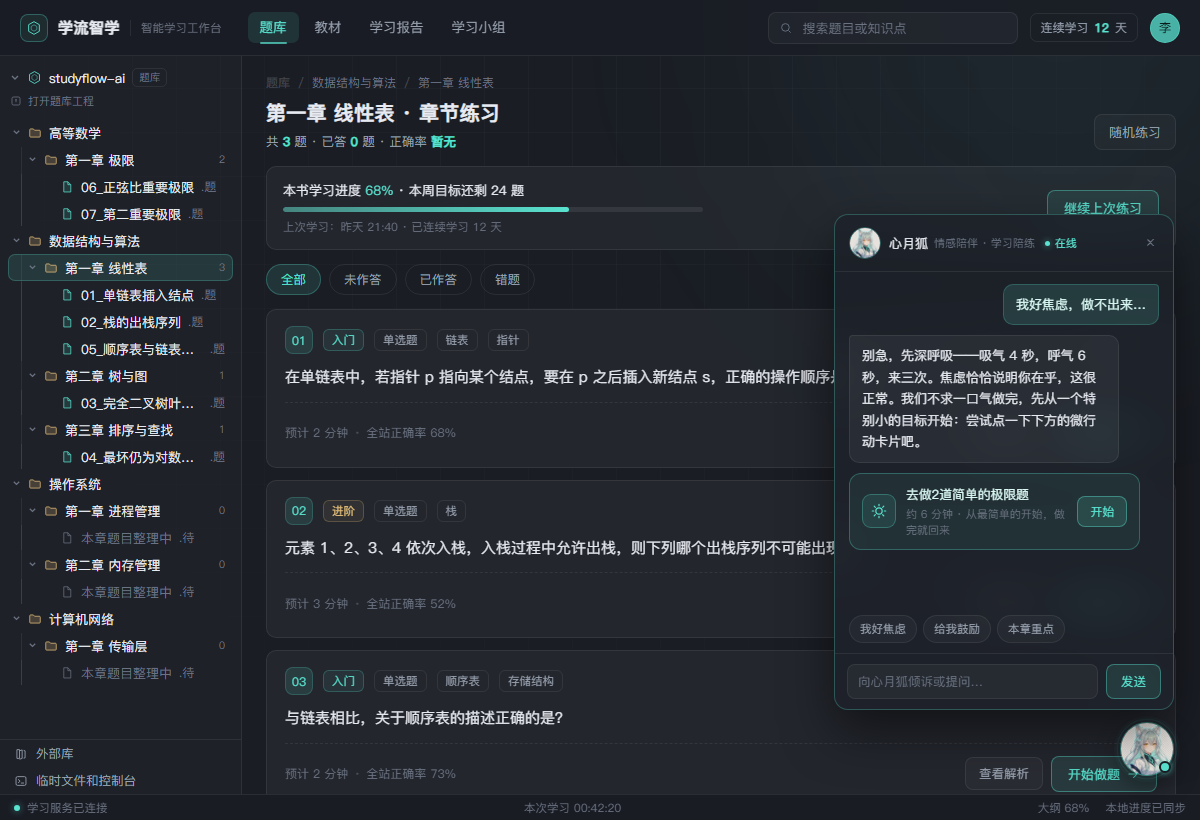 学流智学 智能学习工作台 题库 教材 学习报告 学习小组 搜索题目或知识点 连续学习 12 天 李
studyflow-ai 题库
打开题库工程
高等数学
第一章 极限 2
06_正弦比重要极限 .题
07_第二重要极限 .题
数据结构与算法
第一章 线性表 3
01_单链表插入结点 .题
02_栈的出栈序列 .题
05_顺序表与链表… .题
第二章 树与图 1
03_完全二叉树叶… .题
第三章 排序与查找 1
04_最坏仍为对数… .题
操作系统
第一章 进程管理 0
本章题目整理中 .待
第二章 内存管理 0
本章题目整理中 .待
计算机网络
第一章 传输层 0
本章题目整理中 .待
外部库
临时文件和控制台
题库 / 数据结构与算法 / 第一章 线性表
第一章 线性表 · 章节练习
共 3 题 · 已答 0 题 · 正确率 暂无
随机练习
本书学习进度 68% · 本周目标还剩 24 题
上次学习：昨天 21:40 · 已连续学习 12 天
继续上次练习
全部 未作答 已作答 错题
01 入门 单选题 链表 指针
在单链表中，若指针 p 指向某个结点，要在 p 之后插入新结点 s，正确的操作顺序
预计 2 分钟 · 全站正确率 68%
02 进阶 单选题 栈
元素 1、2、3、4 依次入栈，入栈过程中允许出栈，则下列哪个出栈序列不可能出
预计 3 分钟 · 全站正确率 52%
03 入门 单选题 顺序表 存储结构
与链表相比，关于顺序表的描述正确的是？
预计 2 分钟 · 全站正确率 73%
查看解析 开始做题 →
心月狐 情感陪伴 · 学习陪练 在线 ×
我好焦虑，做不出来…
别急，先深呼吸——吸气 4 秒，呼气 6
秒，来三次。焦虑恰恰说明你在乎，这很
正常。我们不求一口气做完，先从一个特
别小的目标开始：尝试点一下下方的微行
动卡片吧。
去做2道简单的极限题
约 6 分钟 · 从最简单的开始，做
完就回来
开始
我好焦虑 给我鼓励 本章重点
向心月狐倾诉或提问… 发送
学习服务已连接 本次学习 00:42:20 大纲 68% 本地进度已同步